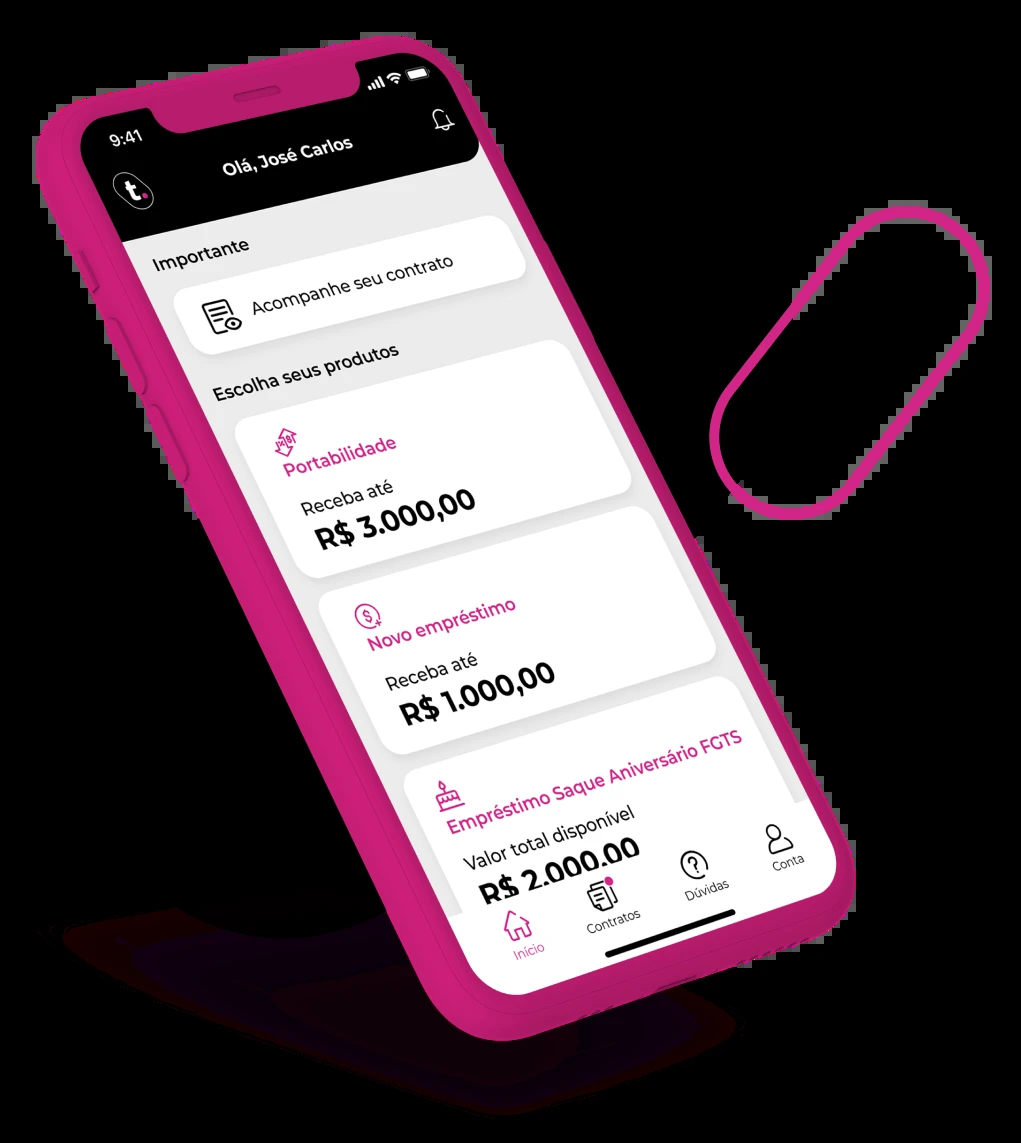 9:41
Olá, José Carlos
t.
Importante
Acompanhe seu contrato
Escolha seus produtos
Portabilidade
Receba até
R$ 3.000,00
$
Novo empréstimo
Receba até
R$ 1.000,00
Empréstimo Saque Aniversário FGTS
Valor total disponível
R$ 2.000,00
Início
Contratos
?
Dúvidas
Conta